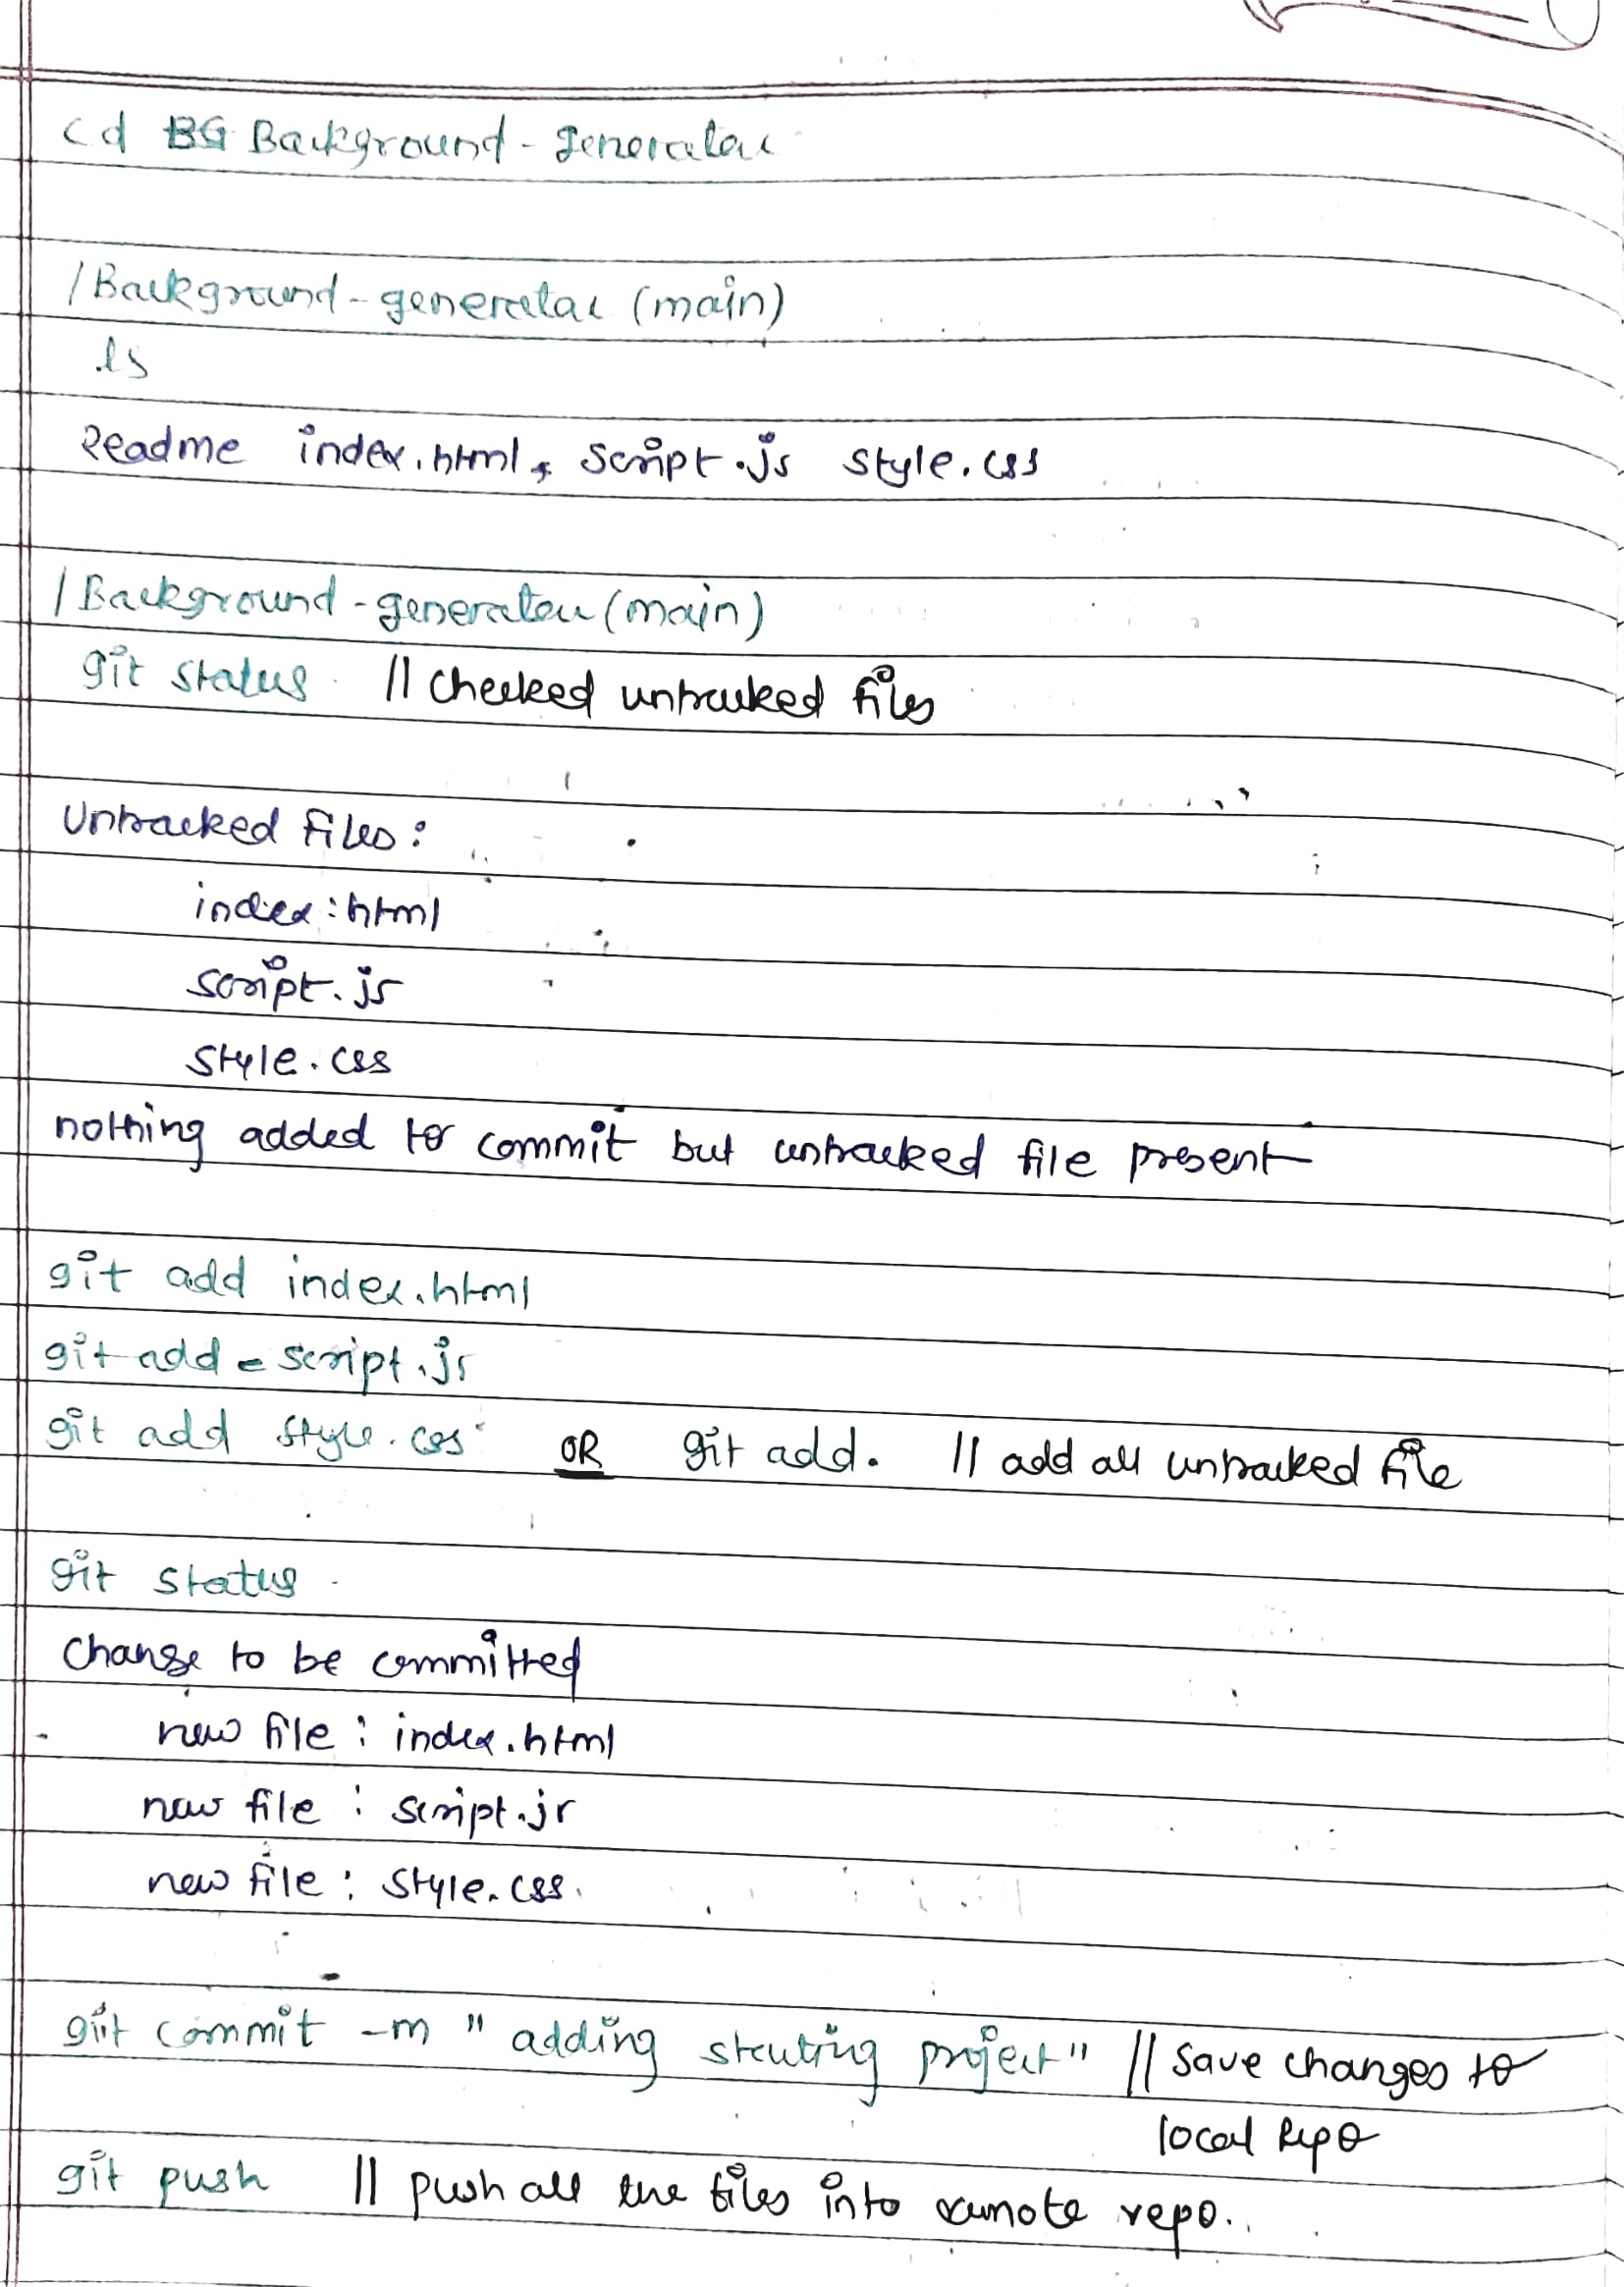 cd BG Background-generator
/Background-generator (main)
ls
Readme index.html, script.js style.css
/Background-generator (main)
git status // checked untracked files
Untracked files:
index.html
script.js
style.css
nothing added to commit but untracked file present
git add index.html
git add - script.js
git add style.css OR git add. // add all untracked file
git status
Change to be committed
new file : index.html
new file : script.js
new file : style.css.
git commit -m "adding starting project" // save changes to
local Repo
git push // push all the files into remote repo..